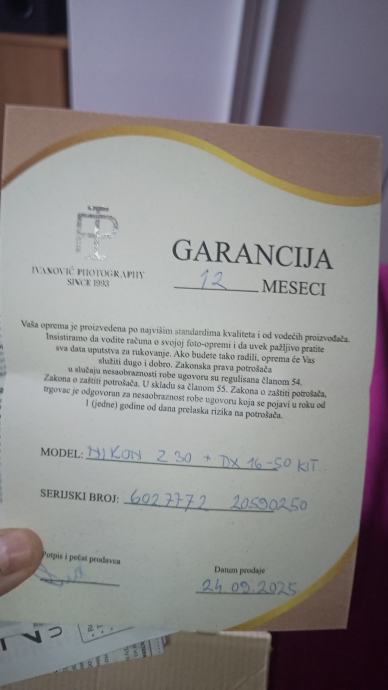 IP
IVANOVIĆ PHOTOGRAPHY
SINCE 1993
GARANCIJA
12 MESECI
Vaša oprema je proizvedena po najvišim standardima kvaliteta i od vodećih proizvođača.
Insistiramo da vodite računa o svojoj foto-opremi i da uvek pažljivo pratite
sva data uputstva za rukovanje. Ako budete tako radili, oprema će Vas
služiti dugo i dobro. Zakonska prava potrošača
u slučaju nesaobraznosti robe ugovoru su regulisana članom 54.
Zakona o zaštiti potrošača. U skladu sa članom 55. Zakona o zaštiti potrošača,
trgovac je odgovoran za nesaobraznost robe ugovoru koja se pojavi u roku od
1 (jedne) godine od dana prelaska rizika na potrošača.
MODEL: NIKON Z 30 + DX 16-50 KIT
SERIJSKI BROJ: 6027772 20590250
Potpis i pečat prodavca
Datum prodaje
24.09.2025